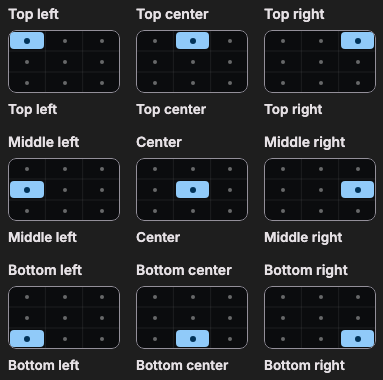 Top left
Top center
Top right
Top left
Top center
Top right
Middle left
Center
Middle right
Middle left
Center
Middle right
Bottom left
Bottom center
Bottom right
Bottom left
Bottom center
Bottom right